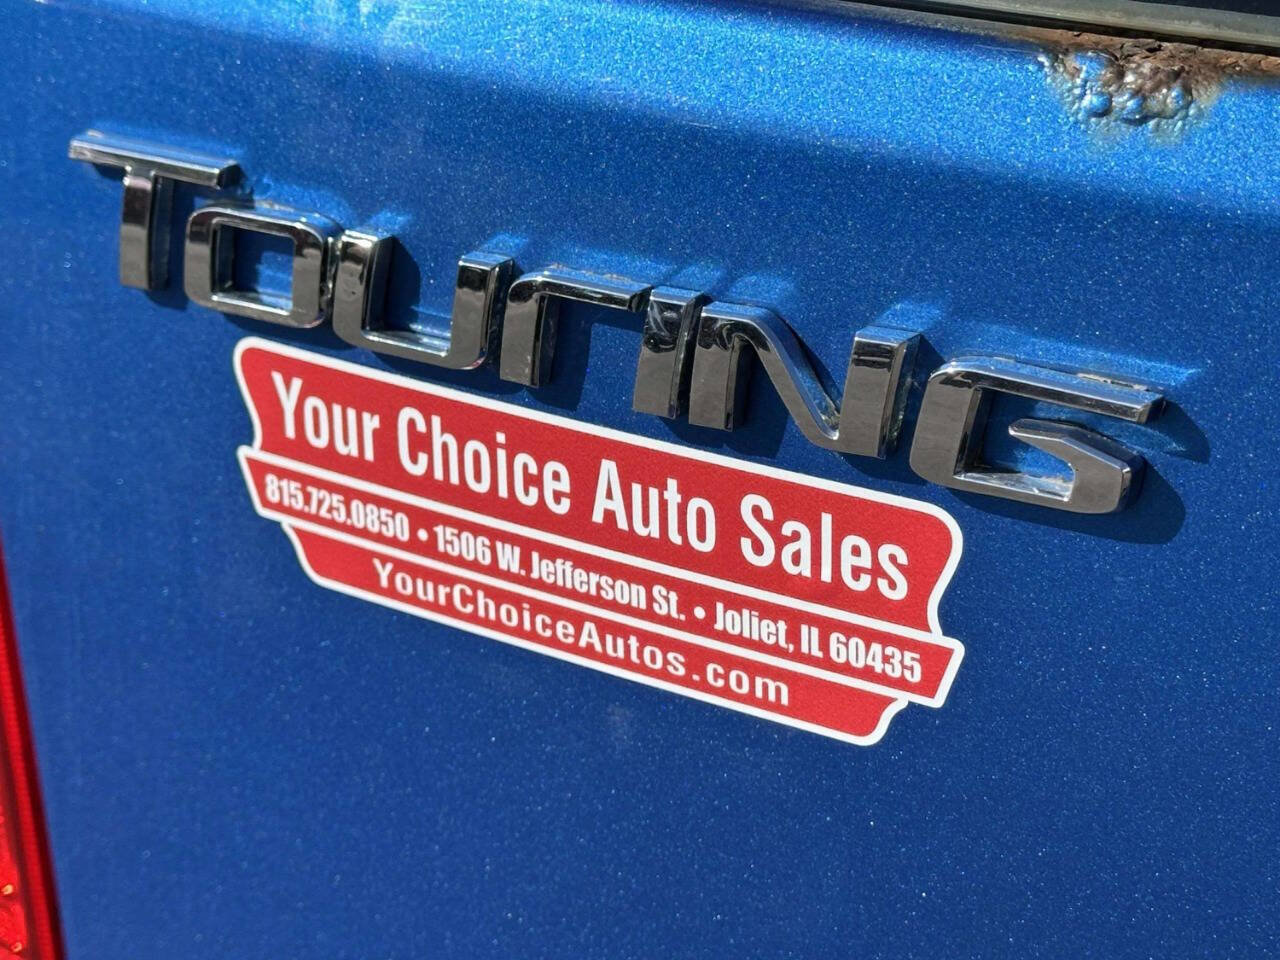 TOURING
Your Choice Auto Sales
815.725.0850 • 1506 W. Jefferson St. • Joliet, IL 60435
YourChoiceAutos.com